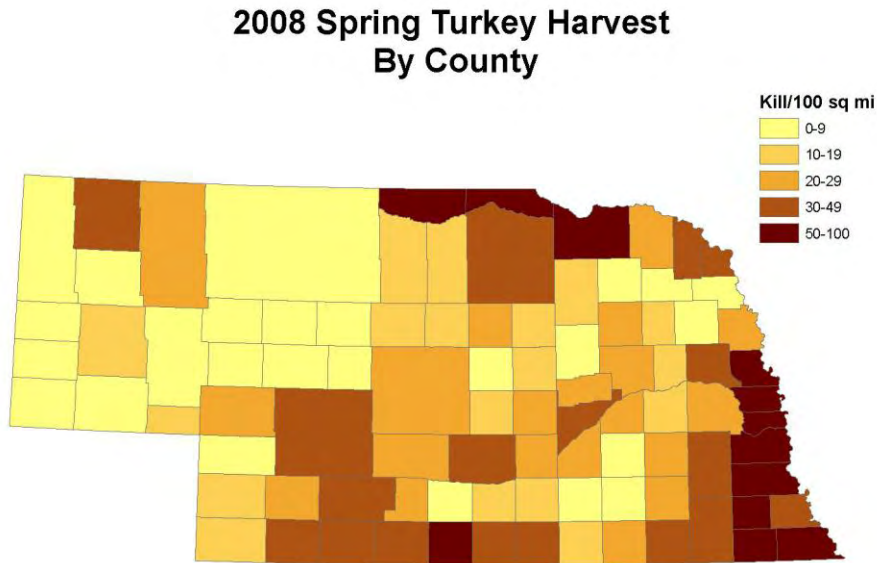 2008 Spring Turkey Harvest
By County
Kill/100 sq mi
0-9
10-19
20-29
30-49
50-100